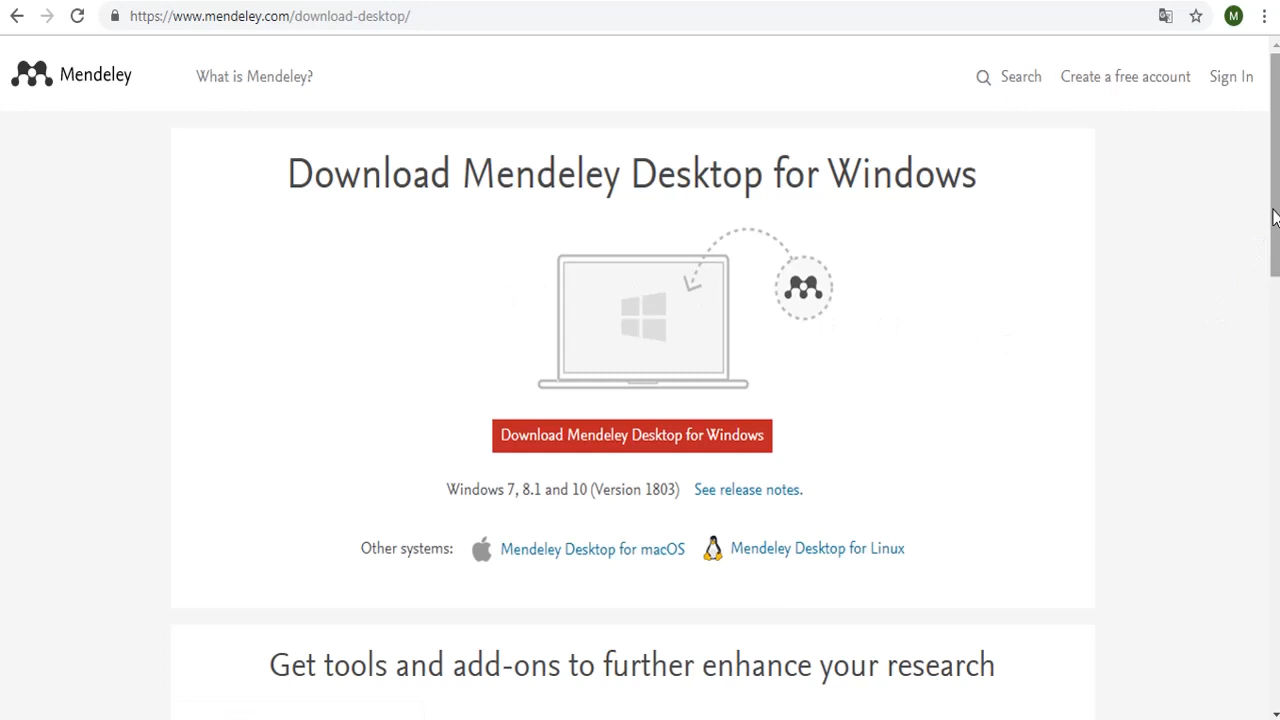 https://www.mendeley.com/download-desktop/
M
Mendeley
What is Mendeley?
Search
Create a free account
Sign In
Download Mendeley Desktop for Windows
Download Mendeley Desktop for Windows
Windows 7, 8.1 and 10 (Version 1803) See release notes.
Other systems: Mendeley Desktop for macOS Mendeley Desktop for Linux
Get tools and add-ons to further enhance your research